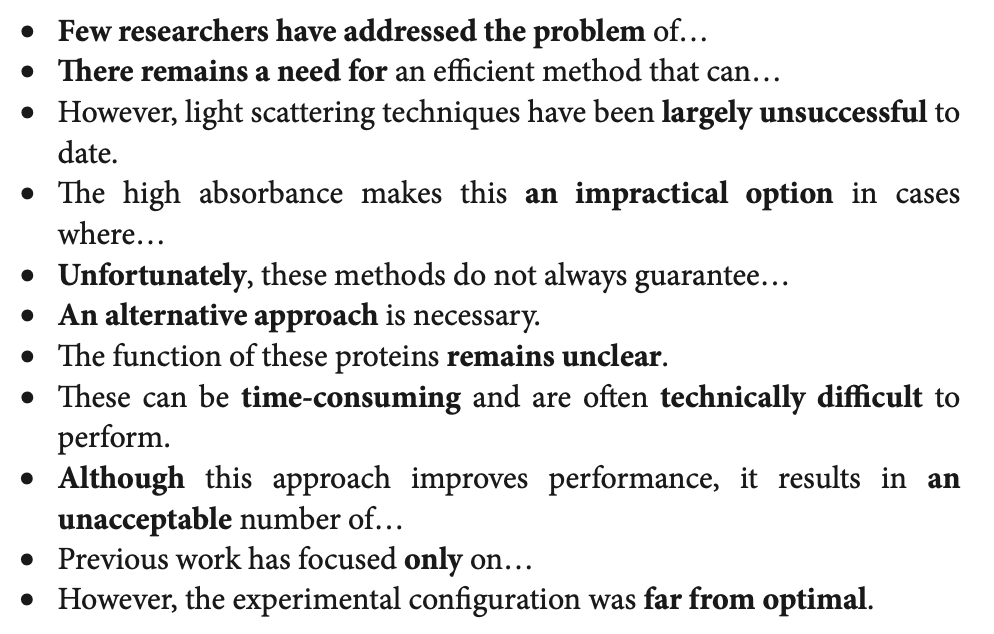 • Few researchers have addressed the problem of…
• There remains a need for an efficient method that can…
• However, light scattering techniques have been largely unsuccessful to
date.
• The high absorbance makes this an impractical option in cases
where…
• Unfortunately, these methods do not always guarantee…
• An alternative approach is necessary.
• The function of these proteins remains unclear.
• These can be time-consuming and are often technically difficult to
perform.
• Although this approach improves performance, it results in an
unacceptable number of…
• Previous work has focused only on…
• However, the experimental configuration was far from optimal.